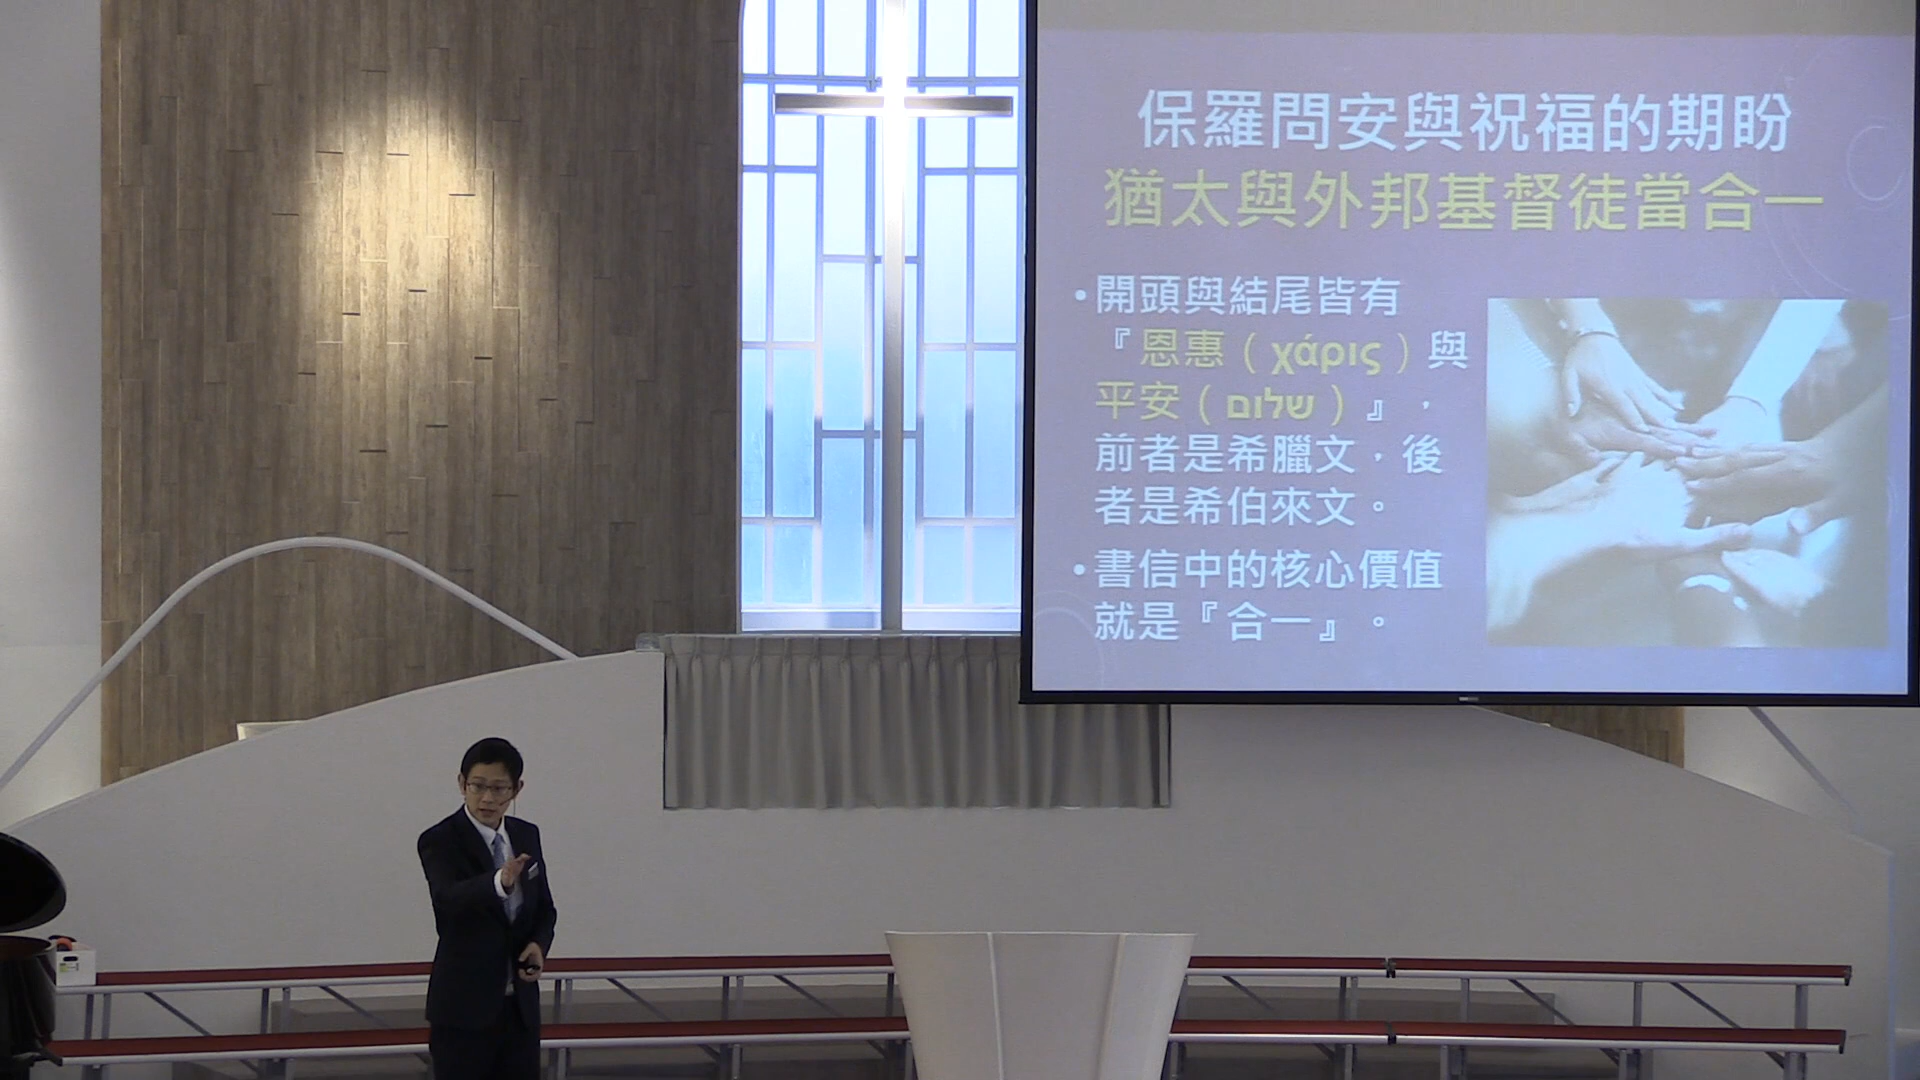 保羅問安與祝福的期盼
猶太與外邦基督徒當合一
•開頭與結尾皆有
『恩惠（χάρις）與
平安（שלום）』，
前者是希臘文，後
者是希伯來文。
•書信中的核心價值
就是『合一』。